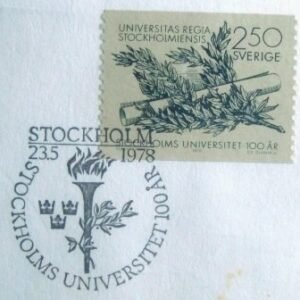 UNIVERSITAS REGIA
STOCKHOLMIENSIS
250
SVERIGE
STOCKHOLMS UNIVERSITET 100 ÅR
STOCKHOLM
23.5 1978
STOCKHOLMS UNIVERSITET 100 ÅR